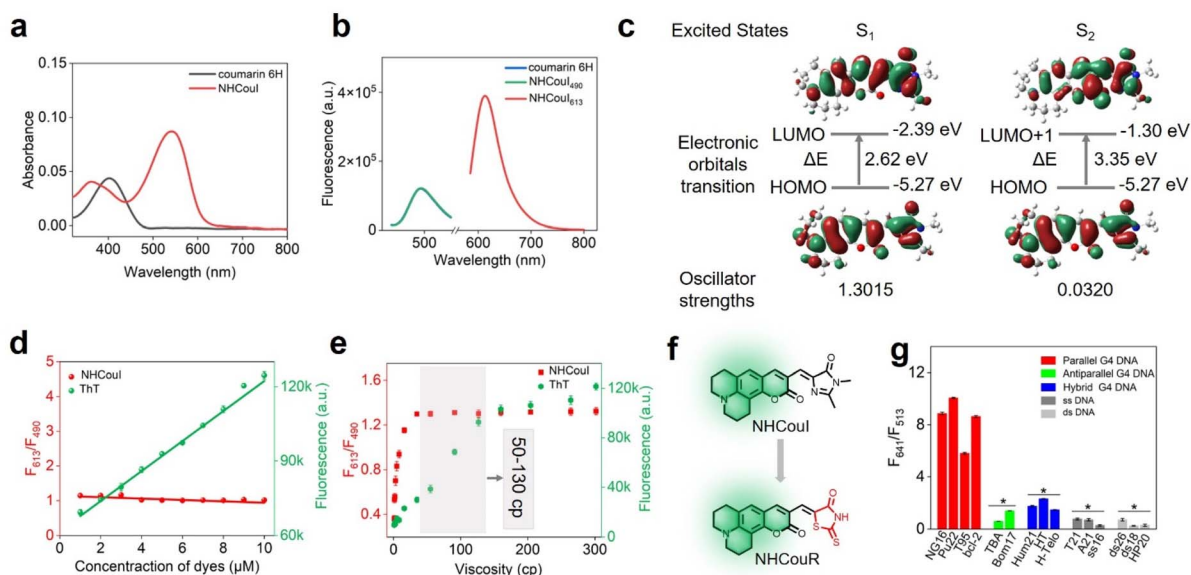 a
0.15
0.10
0.05
0.00
Absorbance
coumarin 6H
NHCouI
400 500 600 700 800
Wavelength (nm)
b
4×10⁵
2×10⁵
0
Fluorescence (a.u.)
coumarin 6H
NHCouI₄₉₀
NHCouI₆₁₃
500 600 700 800
Wavelength (nm)
c
Excited States S₁ S₂
LUMO -2.39 eV LUMO+1 -1.30 eV
Electronic orbitals transition
ΔE 2.62 eV ΔE 3.35 eV
HOMO -5.27 eV HOMO -5.27 eV
Oscillator strengths
1.3015 0.0320
d
5
4
3
2
1
0
F₆₁₃/F₄₉₀
NHCouI
ThT
120k
90k
60k
Fluorescence (a.u.)
2 4 6 8 10
Concentraction of dyes (μM)
e
1.6
1.2
0.8
0.4
F₆₁₃/F₄₉₀
NHCouI
ThT
50-130 cp
120k
80k
40k
0
Fluorescence (a.u.)
0 100 200 300
Viscosity (cp)
f
O
N
N
N
O
O
NHCouI
O
NH
S
S
N
O
O
NHCouR
g
12
8
4
0
F₆₄₁/F₅₁₃
Parallel G4 DNA
Antiparallel G4 DNA
Hybrid G4 DNA
ss DNA
ds DNA
* * * *
NG16
Pu22
T95
bcl-2
TBA
Bom17
Hum21
HT
H-Telo
T21
A21
ss16
ds26
ds18
HP20